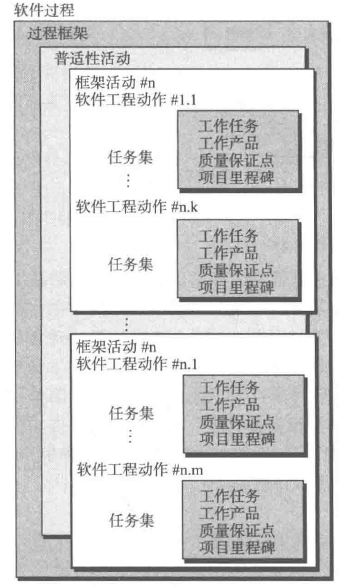 软件过程
过程框架
普适性活动
框架活动 #n
软件工程动作 #1.1
任务集
⋮
工作任务
工作产品
质量保证点
项目里程碑
软件工程动作 #n.k
任务集
工作任务
工作产品
质量保证点
项目里程碑
⋮
框架活动 #n
软件工程动作 #n.1
任务集
⋮
工作任务
工作产品
质量保证点
项目里程碑
软件工程动作 #n.m
任务集
工作任务
工作产品
质量保证点
项目里程碑